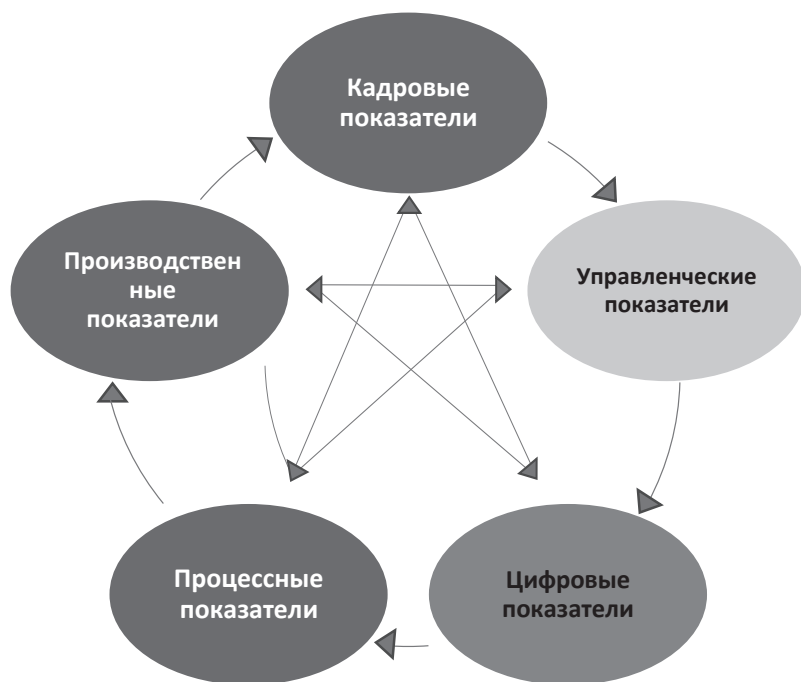 Кадровые
показатели
Производствен
ные
показатели
Управленческие
показатели
Процессные
показатели
Цифровые
показатели